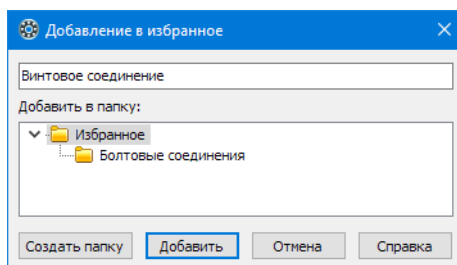 Добавление в избранное
Винтовое соединение
Добавить в папку:
Избранное
Болтовые соединения
Создать папку Добавить Отмена Справка